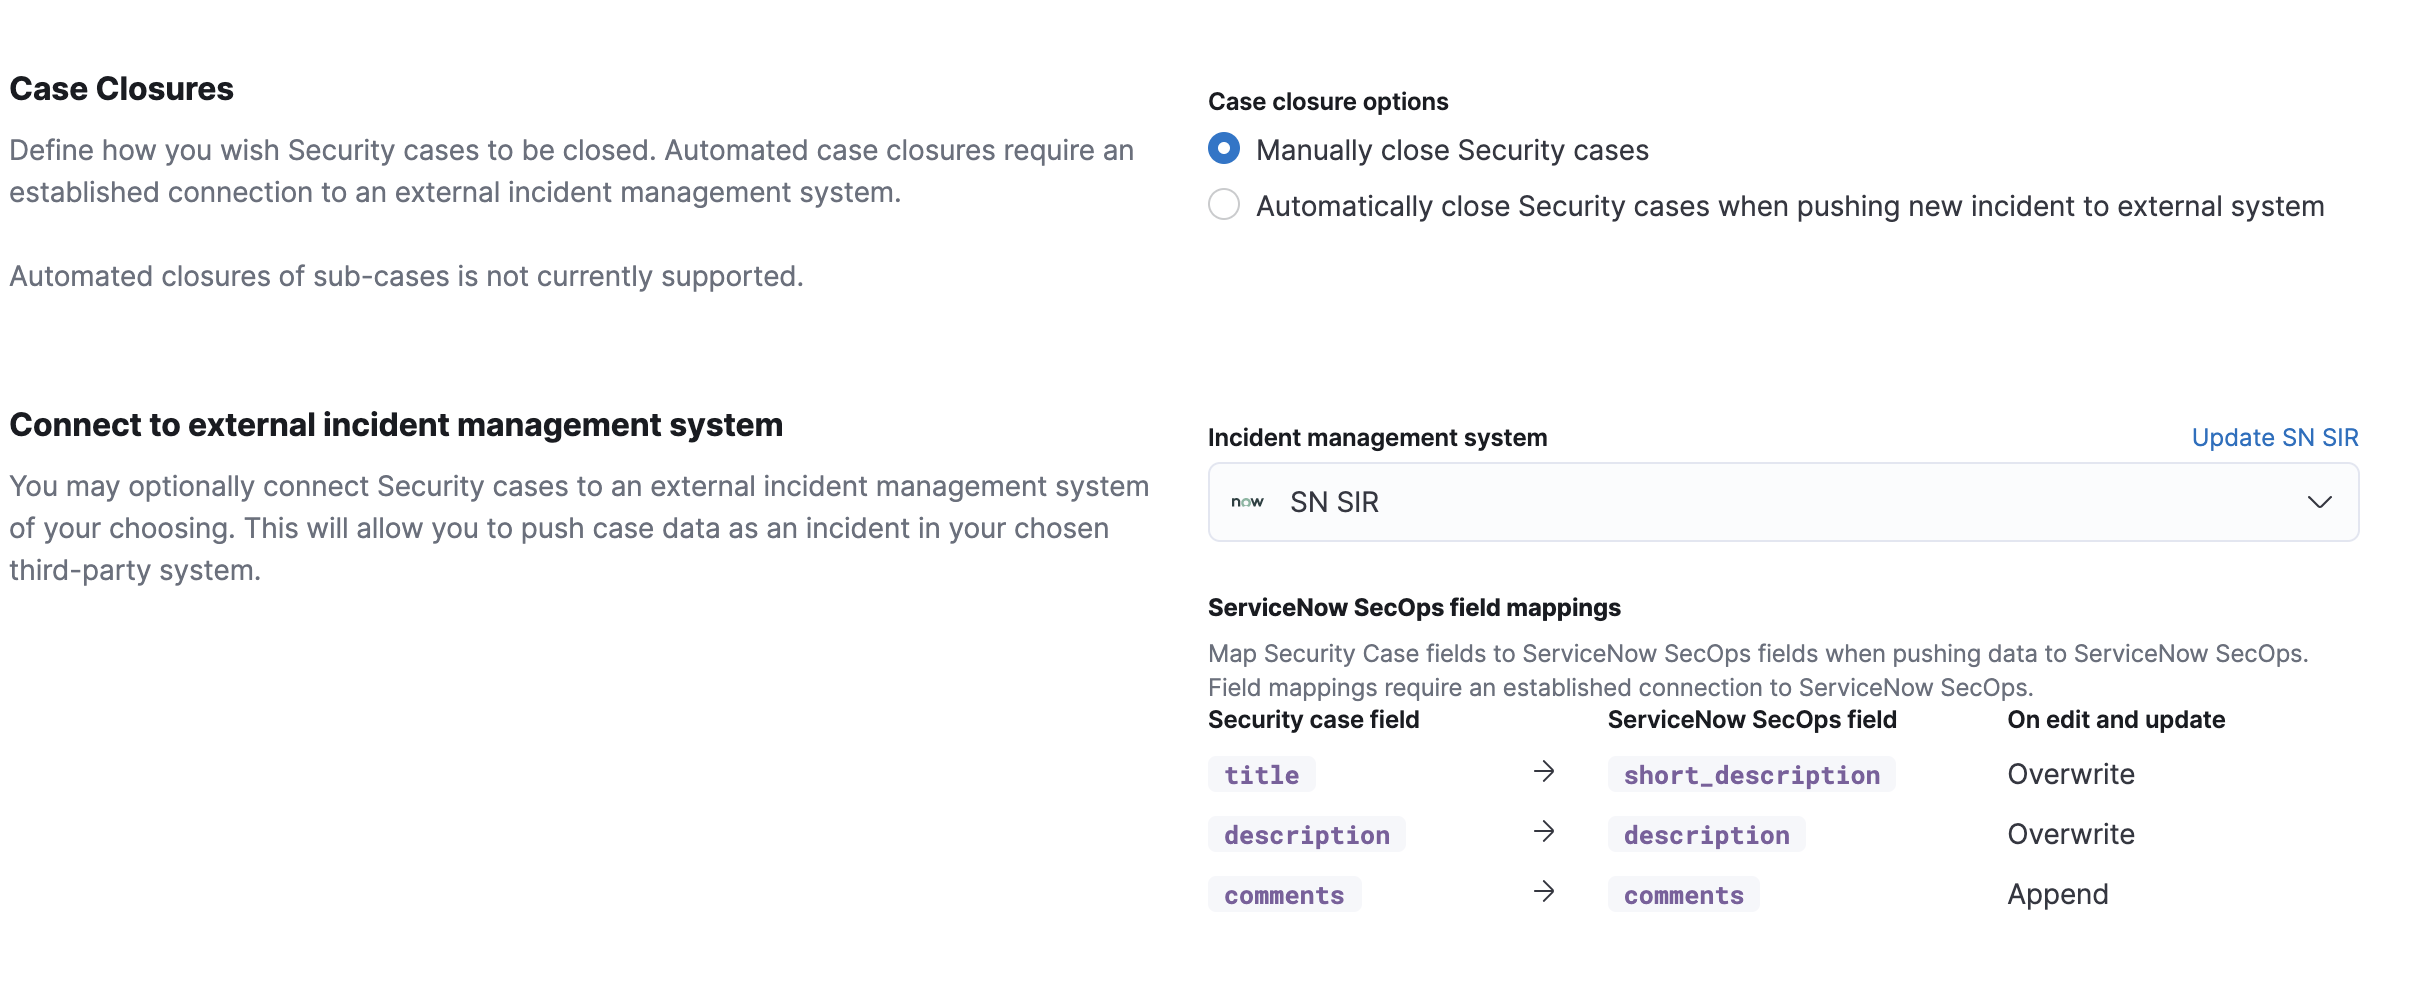 Case Closures
Define how you wish Security cases to be closed. Automated case closures require an
established connection to an external incident management system.
Automated closures of sub-cases is not currently supported.
Case closure options
Manually close Security cases
Automatically close Security cases when pushing new incident to external system
Connect to external incident management system
You may optionally connect Security cases to an external incident management system
of your choosing. This will allow you to push case data as an incident in your chosen
third-party system.
Incident management system
Update SN SIR
now SN SIR
ServiceNow SecOps field mappings
Map Security Case fields to ServiceNow SecOps fields when pushing data to ServiceNow SecOps.
Field mappings require an established connection to ServiceNow SecOps.
Security case field ServiceNow SecOps field On edit and update
title → short_description Overwrite
description → description Overwrite
comments → comments Append